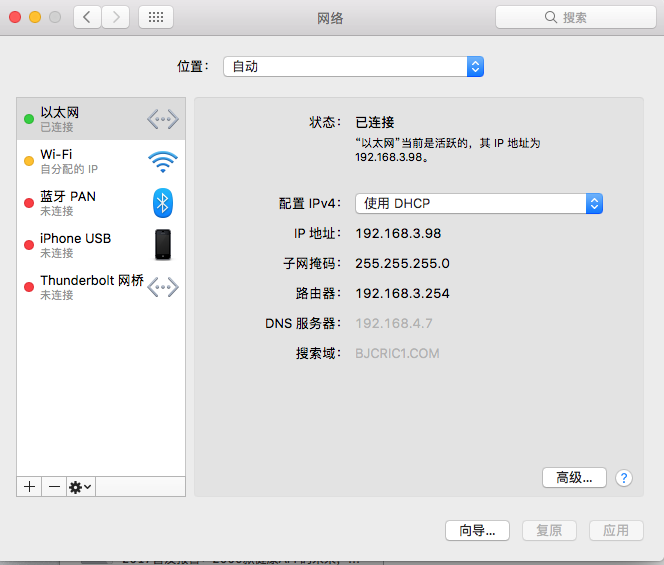 网络
搜索
位置： 自动
以太网
已连接
Wi-Fi
自分配的 IP
蓝牙 PAN
未连接
iPhone USB
未连接
Thunderbolt 网桥
未连接
状态： 已连接
“以太网”当前是活跃的，其 IP 地址为
192.168.3.98。
配置 IPv4： 使用 DHCP
IP 地址： 192.168.3.98
子网掩码： 255.255.255.0
路由器： 192.168.3.254
DNS 服务器： 192.168.4.7
搜索域： BJCRIC1.COM
高级... ?
向导... 复原 应用